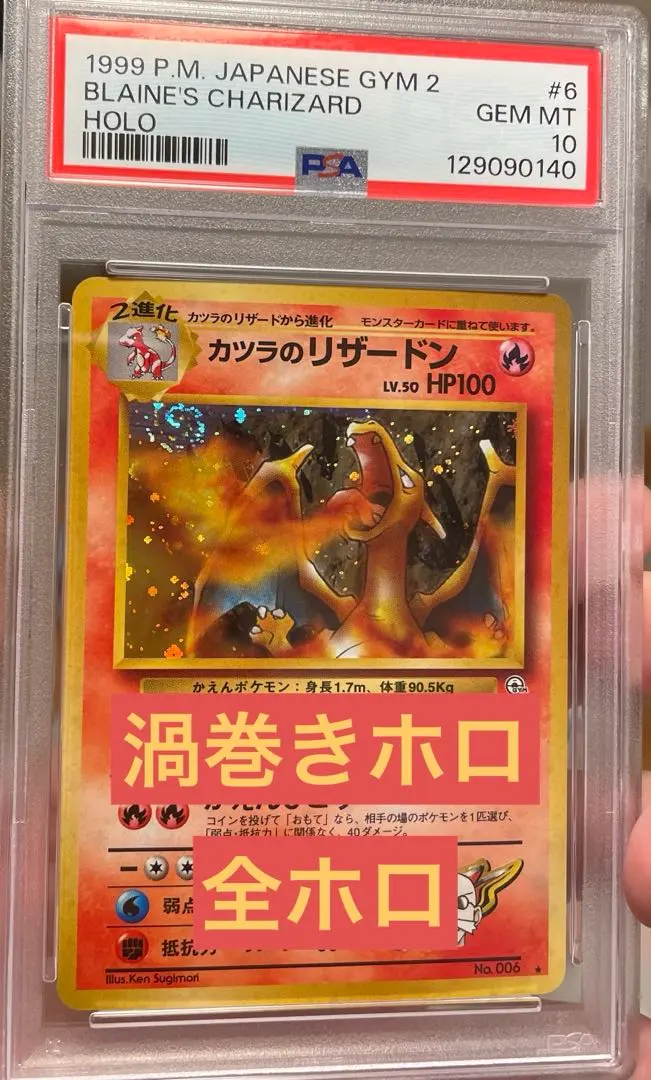 1999 P.M. JAPANESE GYM 2
#6
BLAINE'S CHARIZARD
GEM MT
HOLO
10
PSA
129090140
2進化
カツラのリザードから進化
モンスターカードに重ねて使います。
カツラのリザードン
LV.50 HP100
かえんポケモン：身長1.7m、体重90.5Kg
GYM
渦巻きホロ
コインを投げて「おもて」なら、相手の場のポケモンを1匹選び、
「弱点・抵抗力」に関係なく、40ダメージ。
全ホロ
弱点
抵抗力
Illus.Ken Sugimori
No.006
PSA